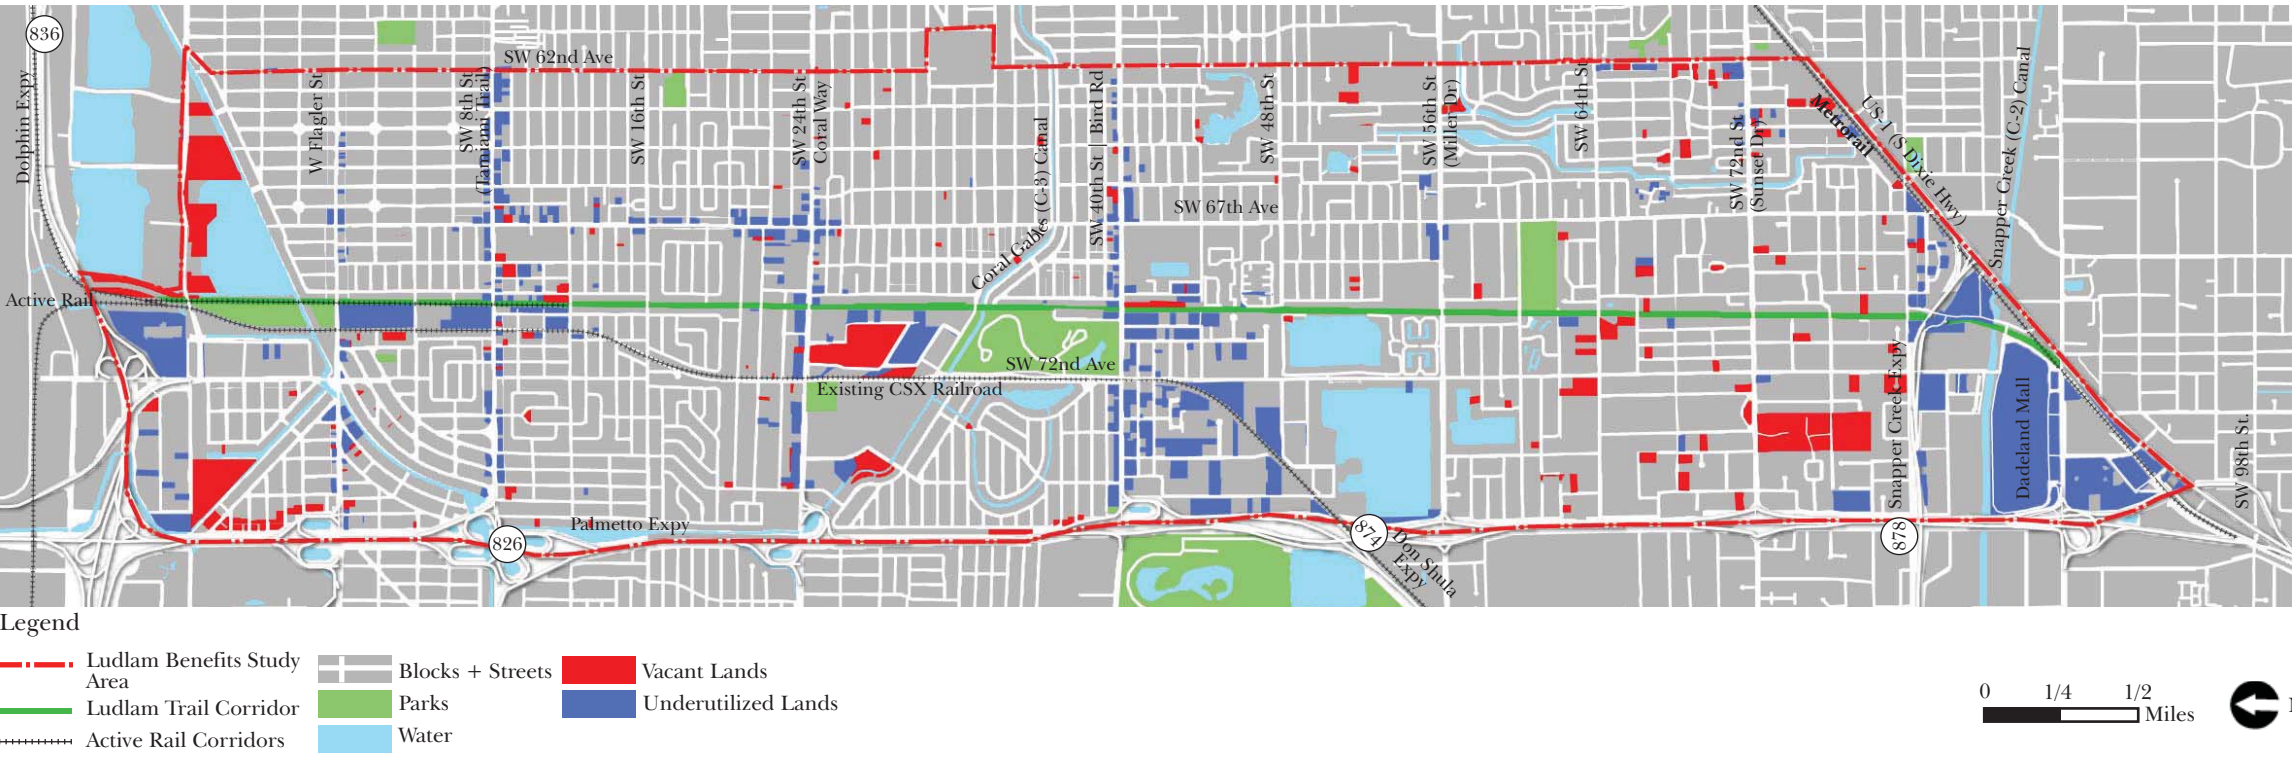 836
Dolphin Expy
Active Rail
W Flagler St
SW 8th St
(Tamiami Trail)
SW 62nd Ave
SW 16th St
SW 24th St
Coral Way
Coral Gables (C-3) Canal
SW 40th St | Bird Rd
SW 67th Ave
SW 48th St
SW 56th St
(Miller Dr)
SW 64th St
SW 72nd St
(Sunset Dr)
Metrorail
US-1 (S Dixie Hwy)
Snapper Creek (C-2) Canal
SW 72nd Ave
Existing CSX Railroad
Palmetto Expy
826
874
Don Shula
Expy
Snapper Creek Expy
878
Dadeland Mall
SW 98th St.
Legend
Ludlam Benefits Study
Area
Ludlam Trail Corridor
Active Rail Corridors
Blocks + Streets
Parks
Water
Vacant Lands
Underutilized Lands
0 1/4 1/2
Miles